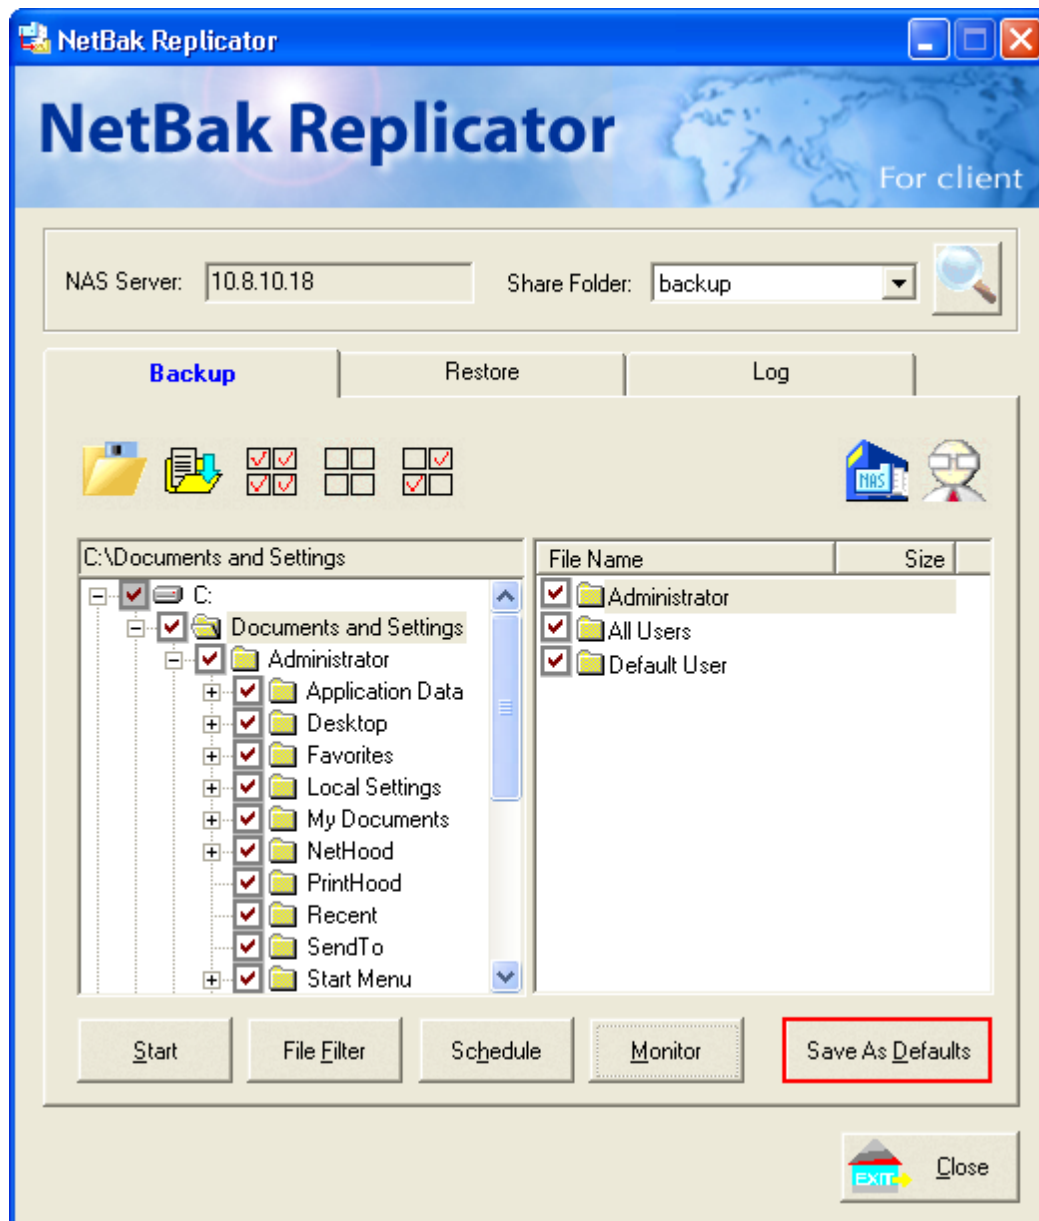 NetBak Replicator
NetBak Replicator
For client
NAS Server: 10.8.10.18 Share Folder: backup
Backup Restore Log
NAS
C:\Documents and Settings
C:
Documents and Settings
Administrator
Application Data
Desktop
Favorites
Local Settings
My Documents
NetHood
PrintHood
Recent
SendTo
Start Menu
File Name Size
Administrator
All Users
Default User
Start File Filter Schedule Monitor Save As Defaults
EXIT Close